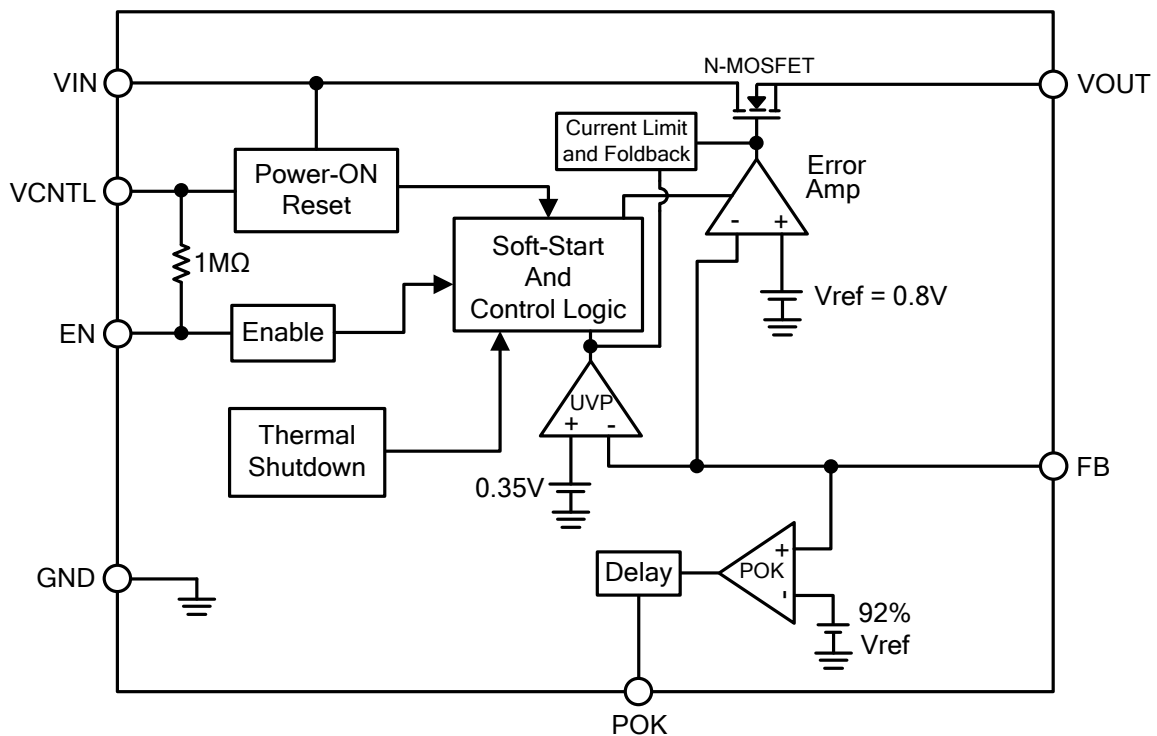 N-MOSFET
VIN
VOUT
Current Limit
and Foldback
Power-ON
Reset
Error
Amp
VCNTL
-
+
Soft-Start
And
Control Logic
1MΩ
Vref = 0.8V
EN
Enable
UVP
+
-
Thermal
Shutdown
FB
0.35V
+
POK
-
Delay
GND
92%
Vref
POK